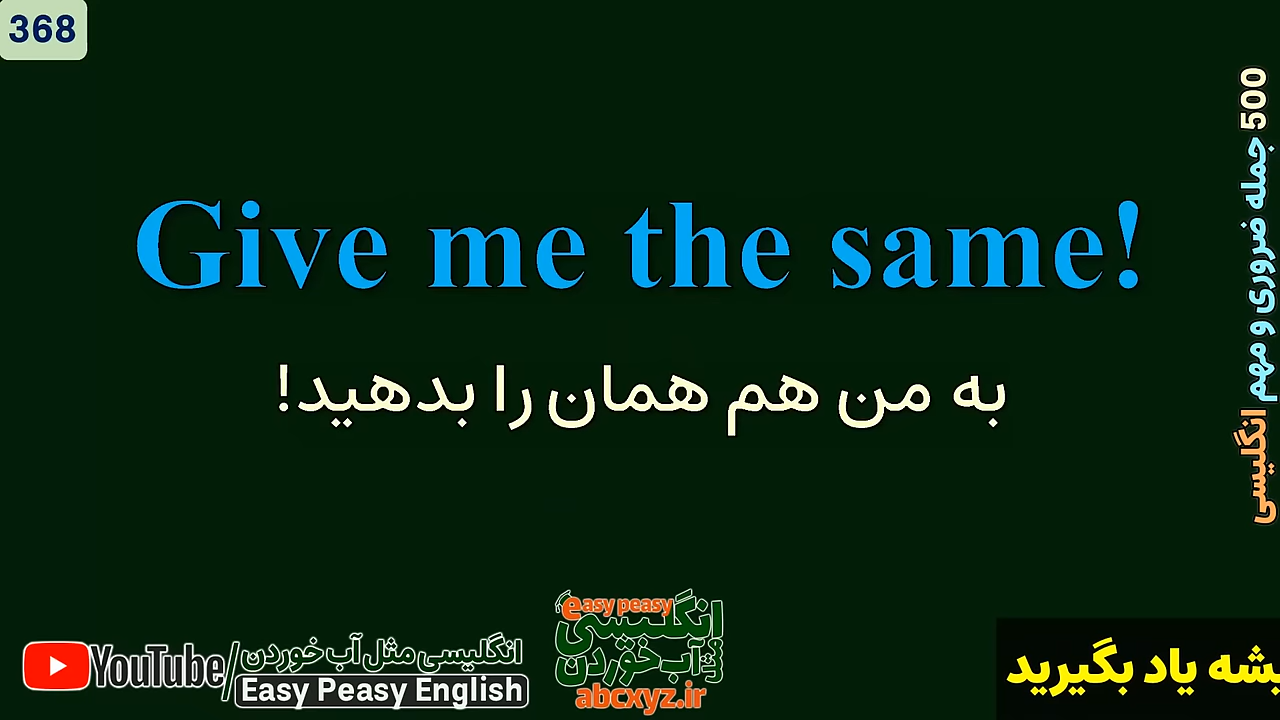 368
Give me the same!
به من هم همان را بدهید!
500 جمله ضروری و مهم انگلیسی
easy peasy
انگلیسی
مثل آب خوردن
abcxyz.ir
YouTube/
انگلیسی مثل آب خوردن
Easy Peasy English
یاد بگیرید